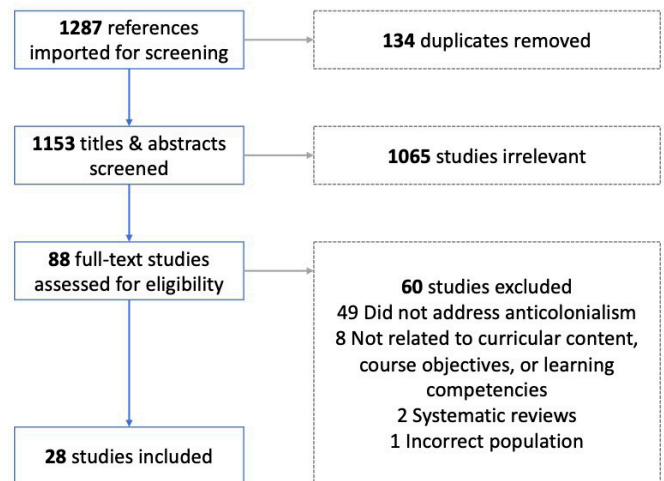 1287 references
imported for screening
134 duplicates removed
1153 titles & abstracts
screened
1065 studies irrelevant
88 full-text studies
assessed for eligibility
60 studies excluded
49 Did not address anticolonialism
8 Not related to curricular content,
course objectives, or learning
competencies
2 Systematic reviews
1 Incorrect population
28 studies included